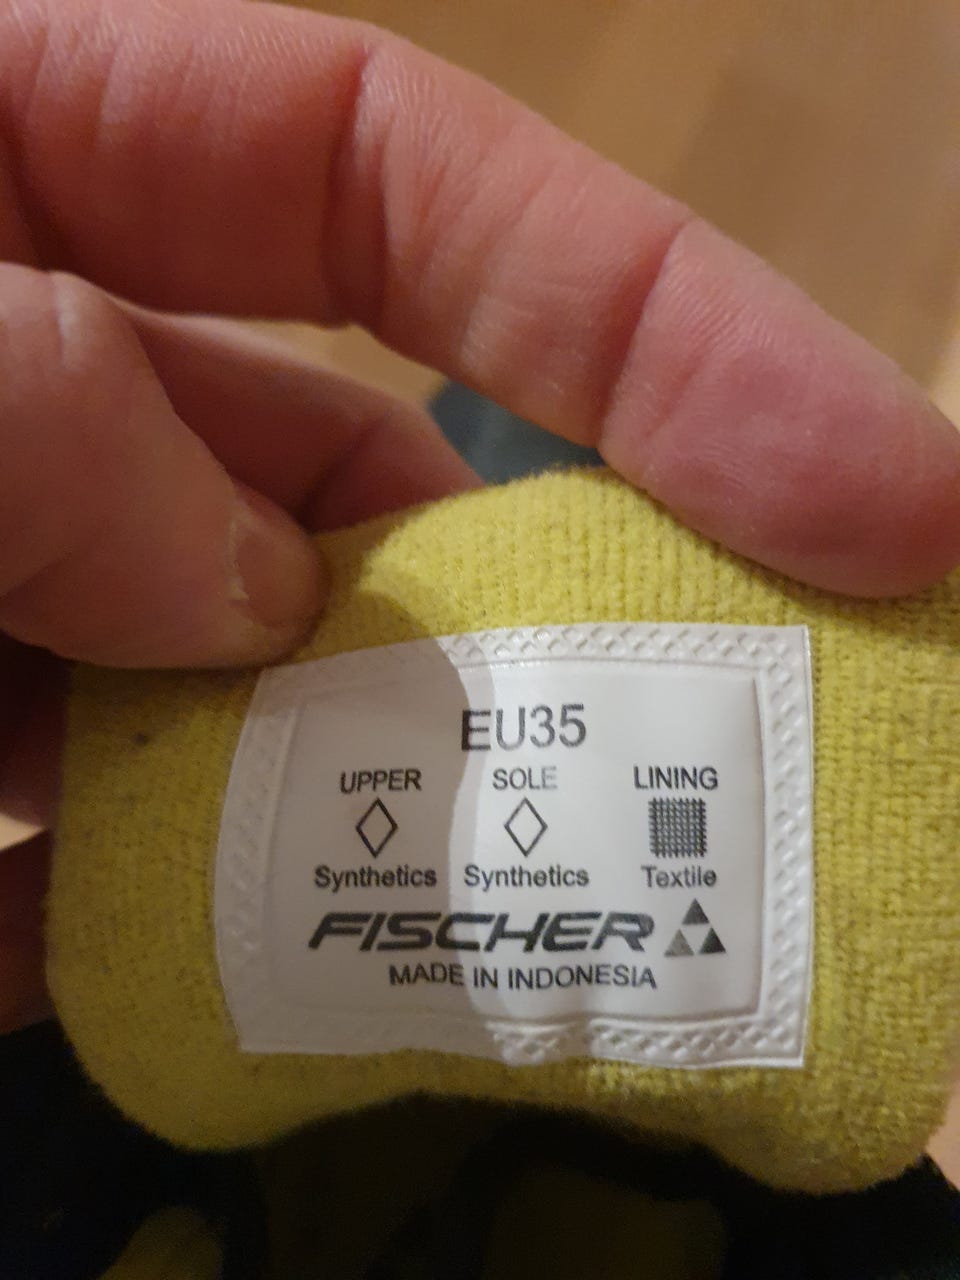 EU35
UPPER SOLE LINING
Synthetics Synthetics Textile
FISCHER
MADE IN INDONESIA